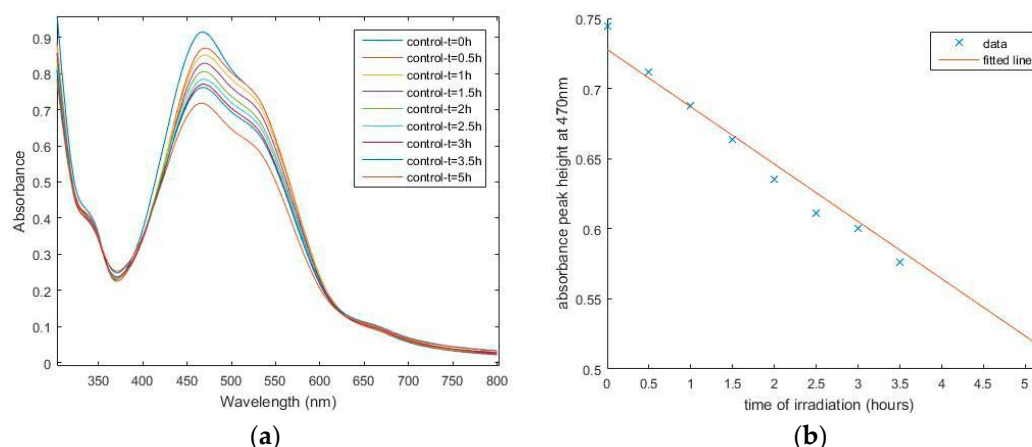 0.9
0.8
0.7
0.6
0.5
0.4
0.3
0.2
0.1
0
Absorbance
350 400 450 500 550 600 650 700 750 800
Wavelength (nm)
control-t=0h
control-t=0.5h
control-t=1h
control-t=1.5h
control-t=2h
control-t=2.5h
control-t=3h
control-t=3.5h
control-t=5h
(a)
0.75
0.7
0.65
0.6
0.55
0.5
absorbance peak height at 470nm
0 0.5 1 1.5 2 2.5 3 3.5 4 4.5 5
time of irradiation (hours)
data
fitted line
(b)